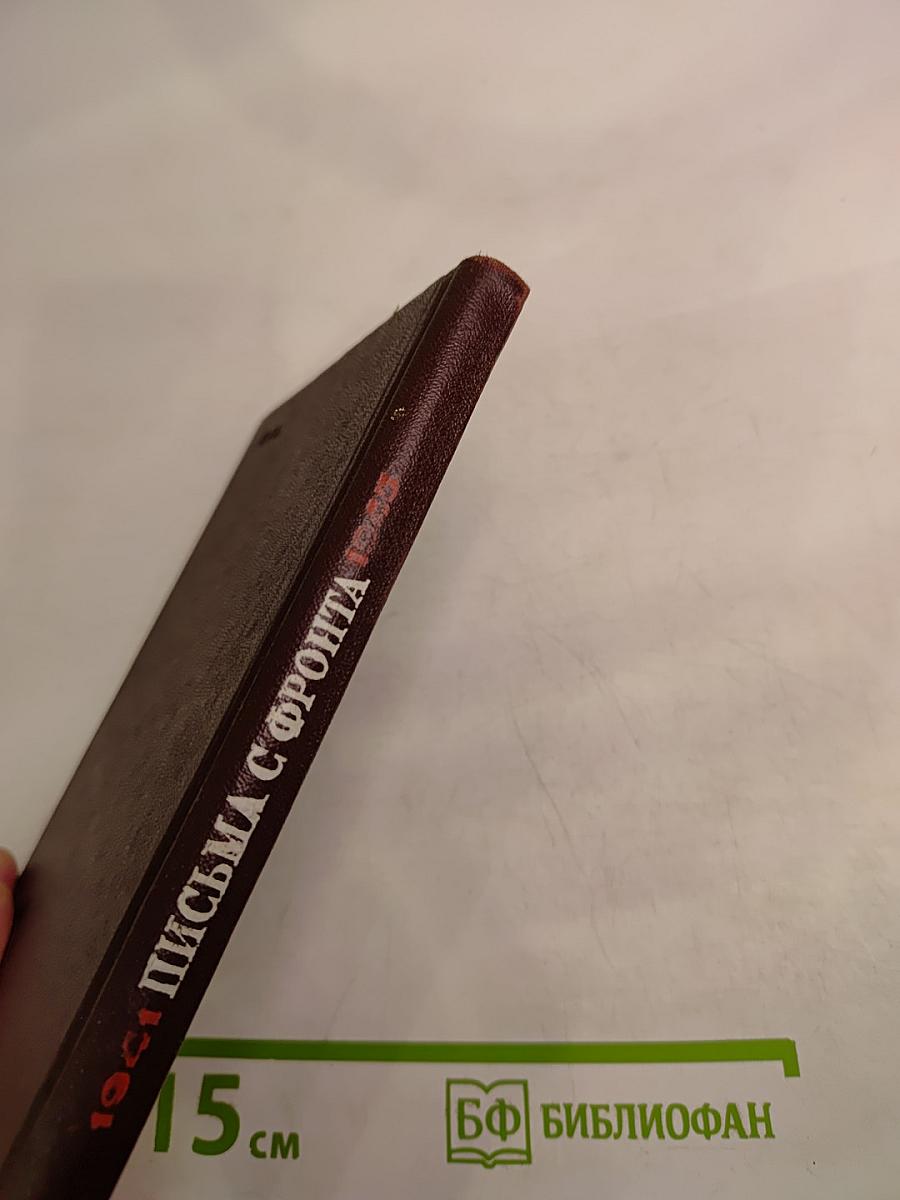 1941 ПИСЬМА С ФРОНТА 1945
15 см
БФ БИБЛИОФАН